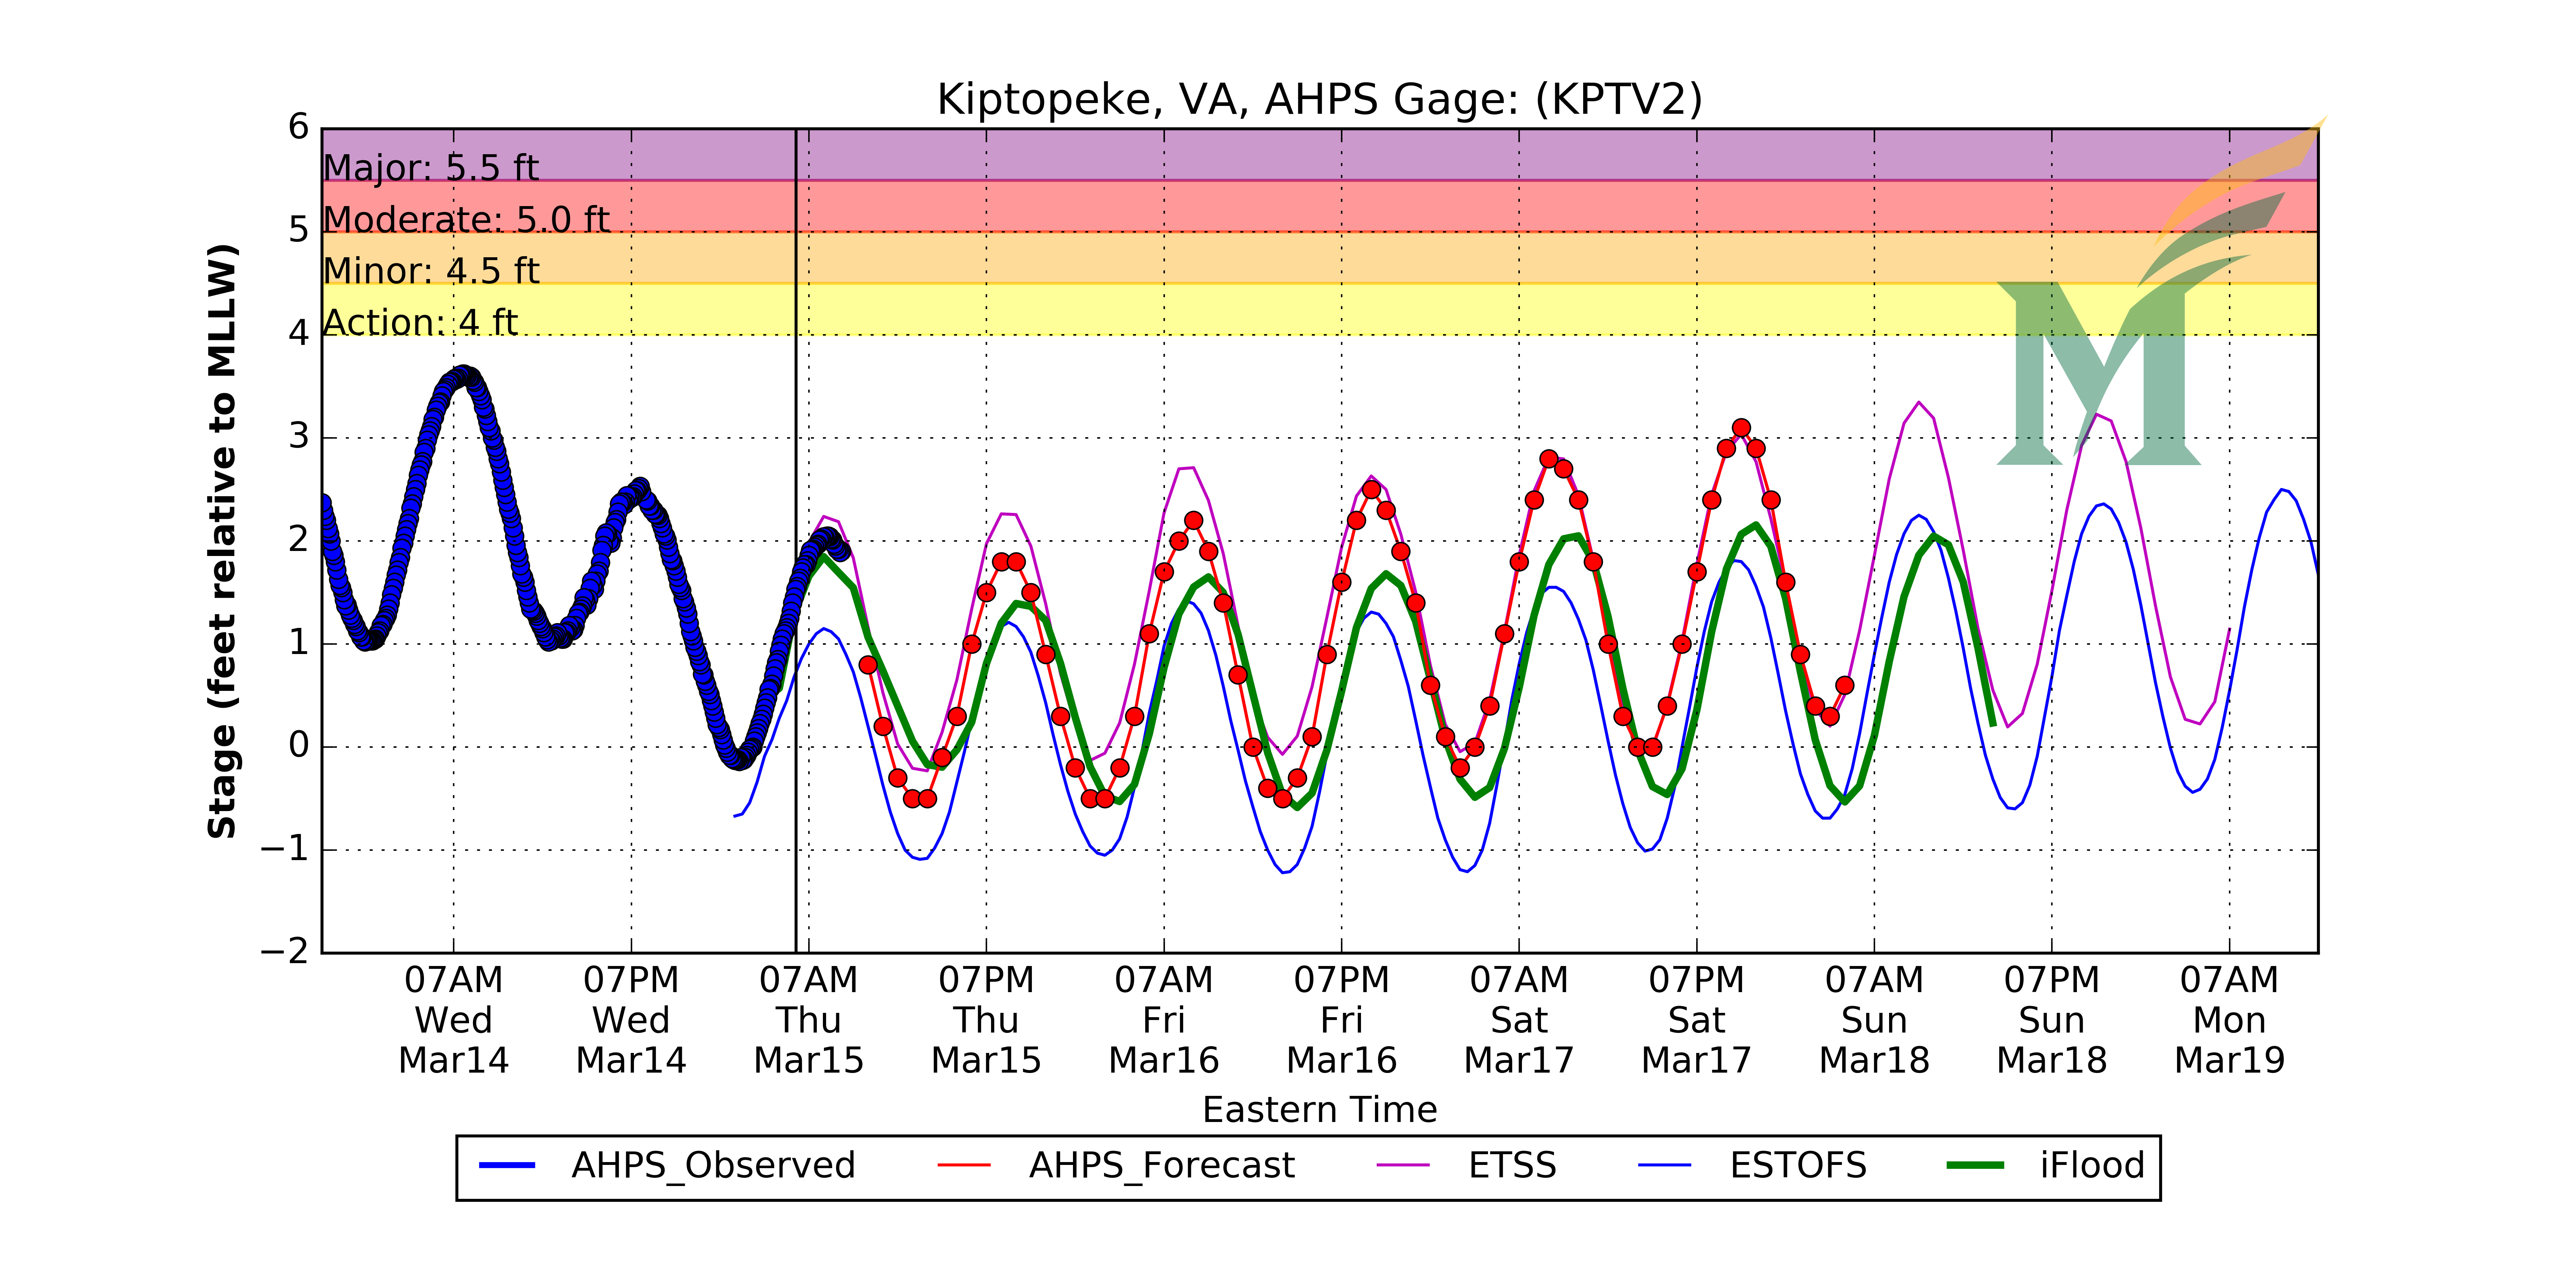 Kiptopeke, VA, AHPS Gage: (KPTV2)
6
Major: 5.5 ft
Moderate: 5.0 ft
5
Minor: 4.5 ft
Action: 4 ft
4
3
2
1
0
−1
−2
Stage (feet relative to MLLW)
07AM 07PM 07AM 07PM 07AM 07PM 07AM 07PM 07AM 07PM 07AM
Wed Wed Thu Thu Fri Fri Sat Sat Sun Sun Mon
Mar14 Mar14 Mar15 Mar15 Mar16 Mar16 Mar17 Mar17 Mar18 Mar18 Mar19
Eastern Time
AHPS_Observed AHPS_Forecast ETSS ESTOFS iFlood
M